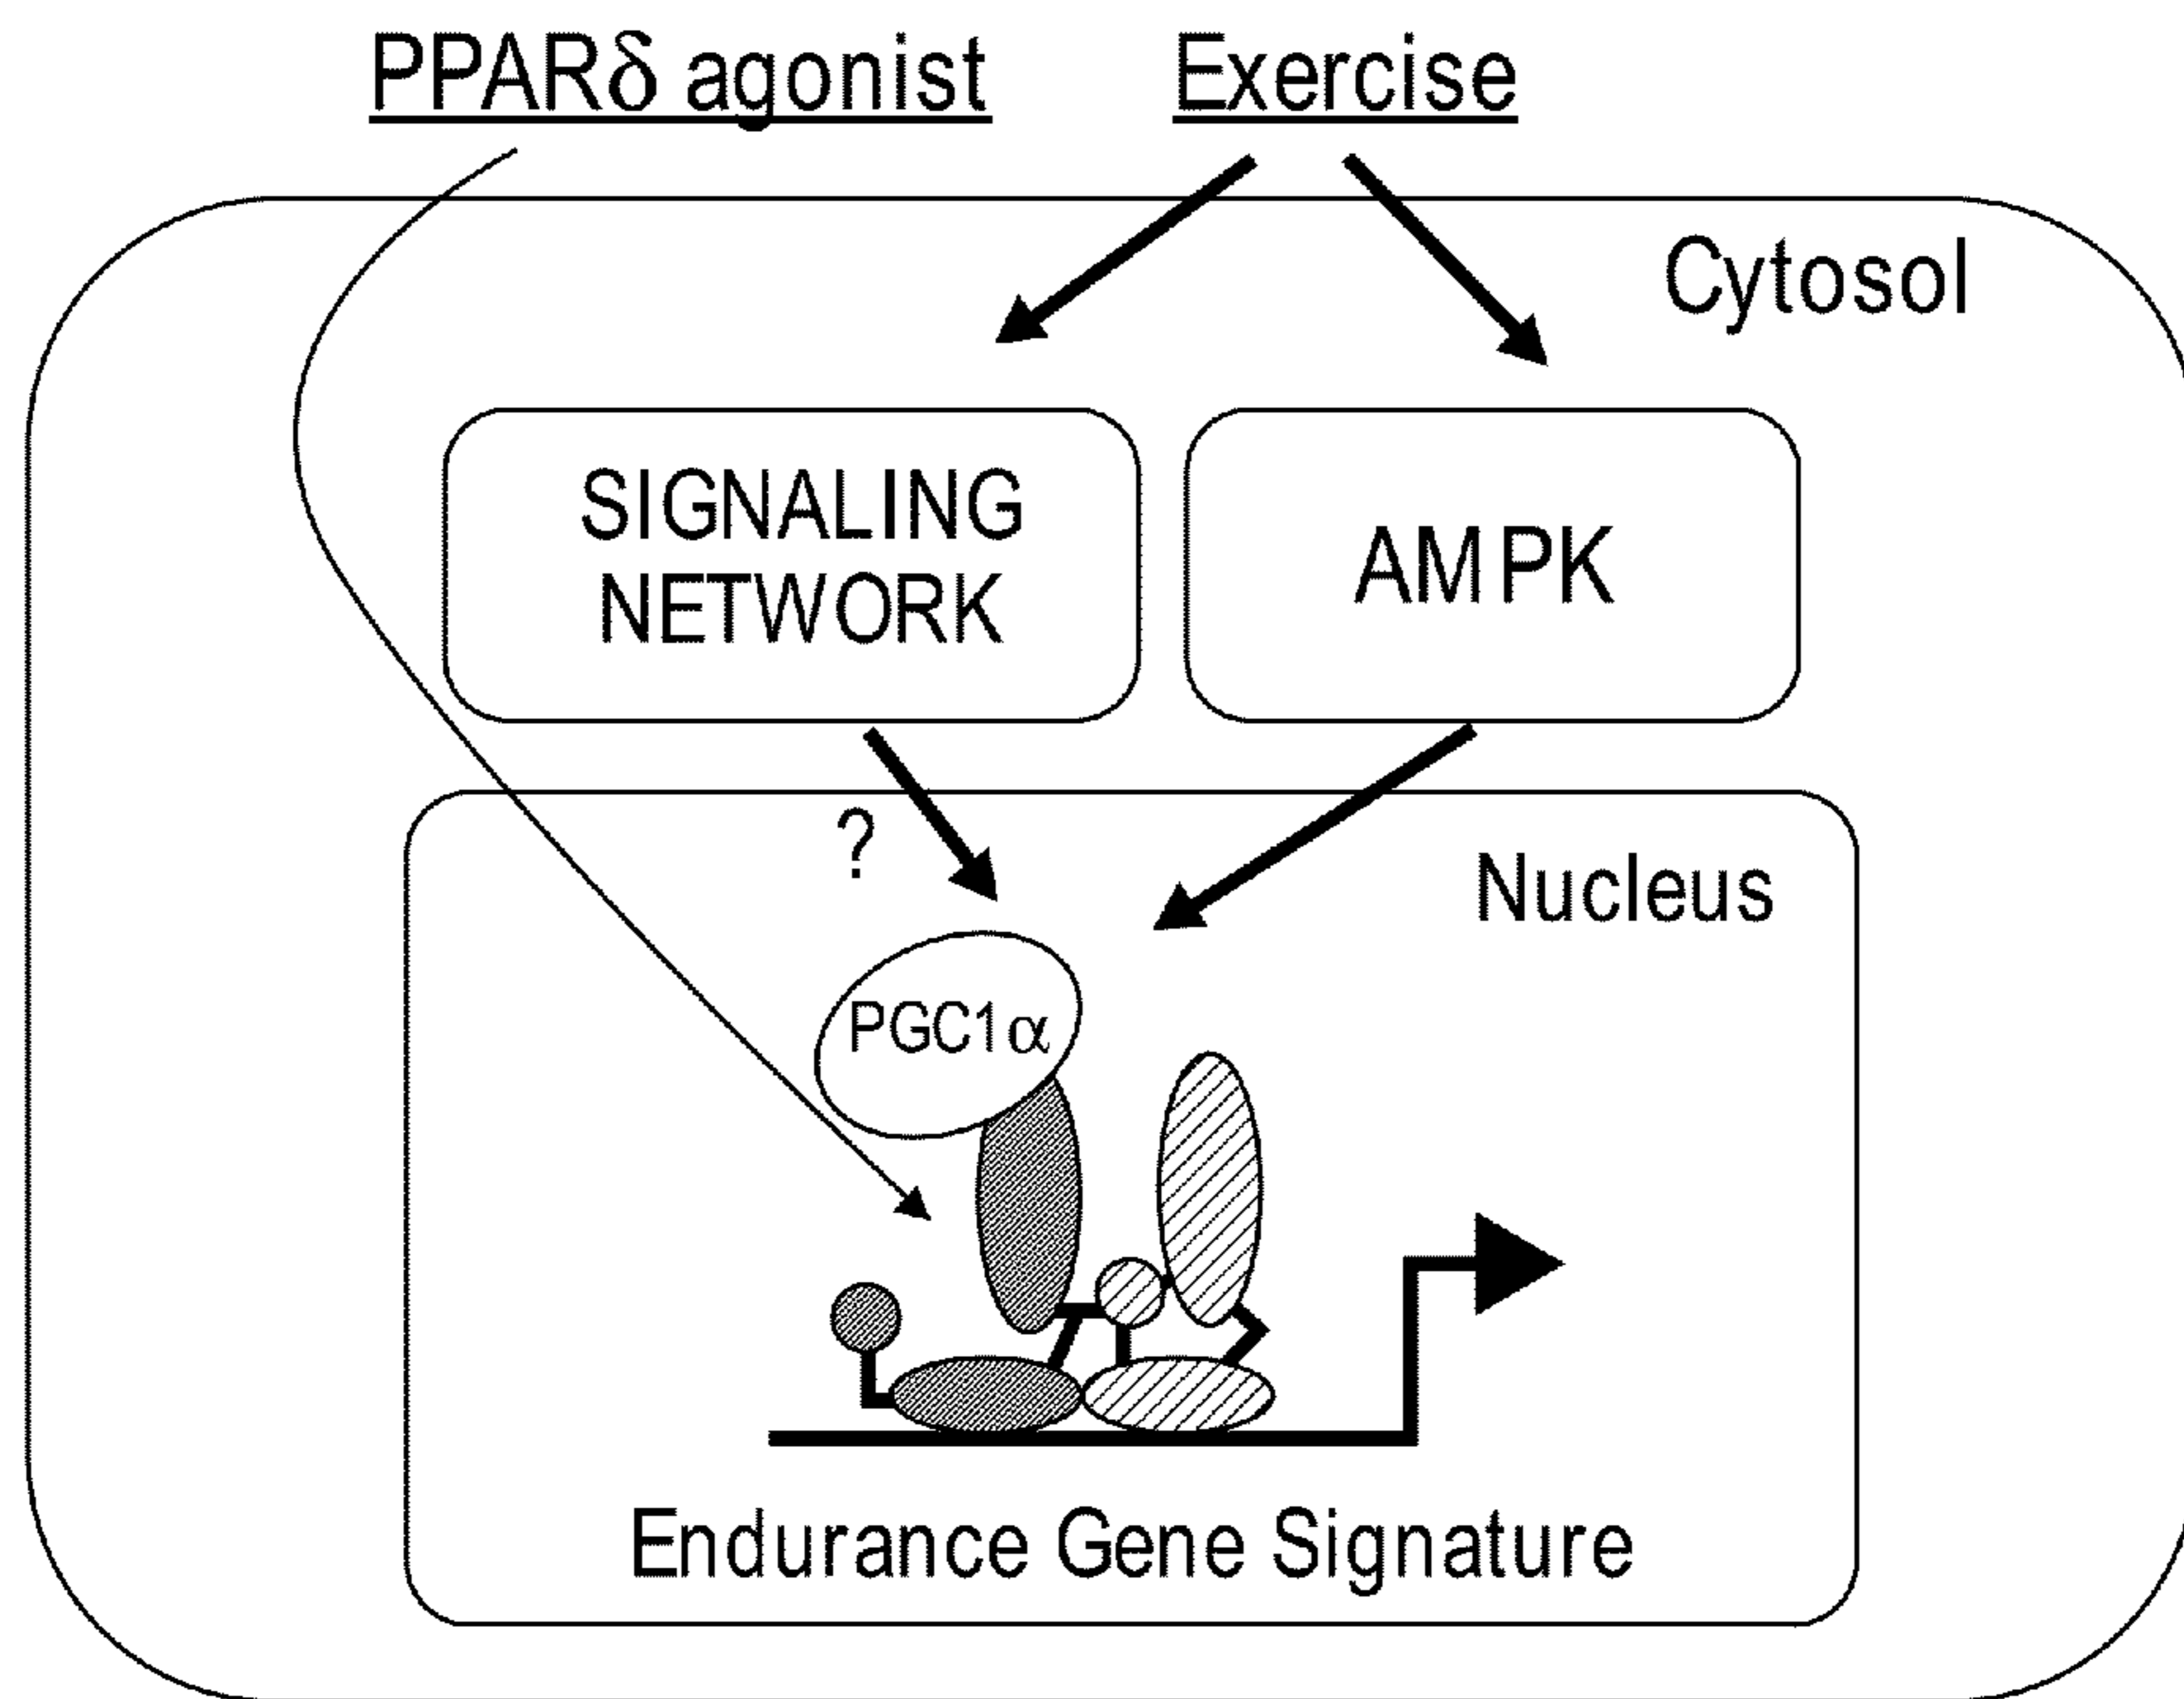 PPARδ agonist
Exercise
Cytosol
SIGNALING
NETWORK
AMPK
?
Nucleus
PGC1α
Endurance Gene Signature